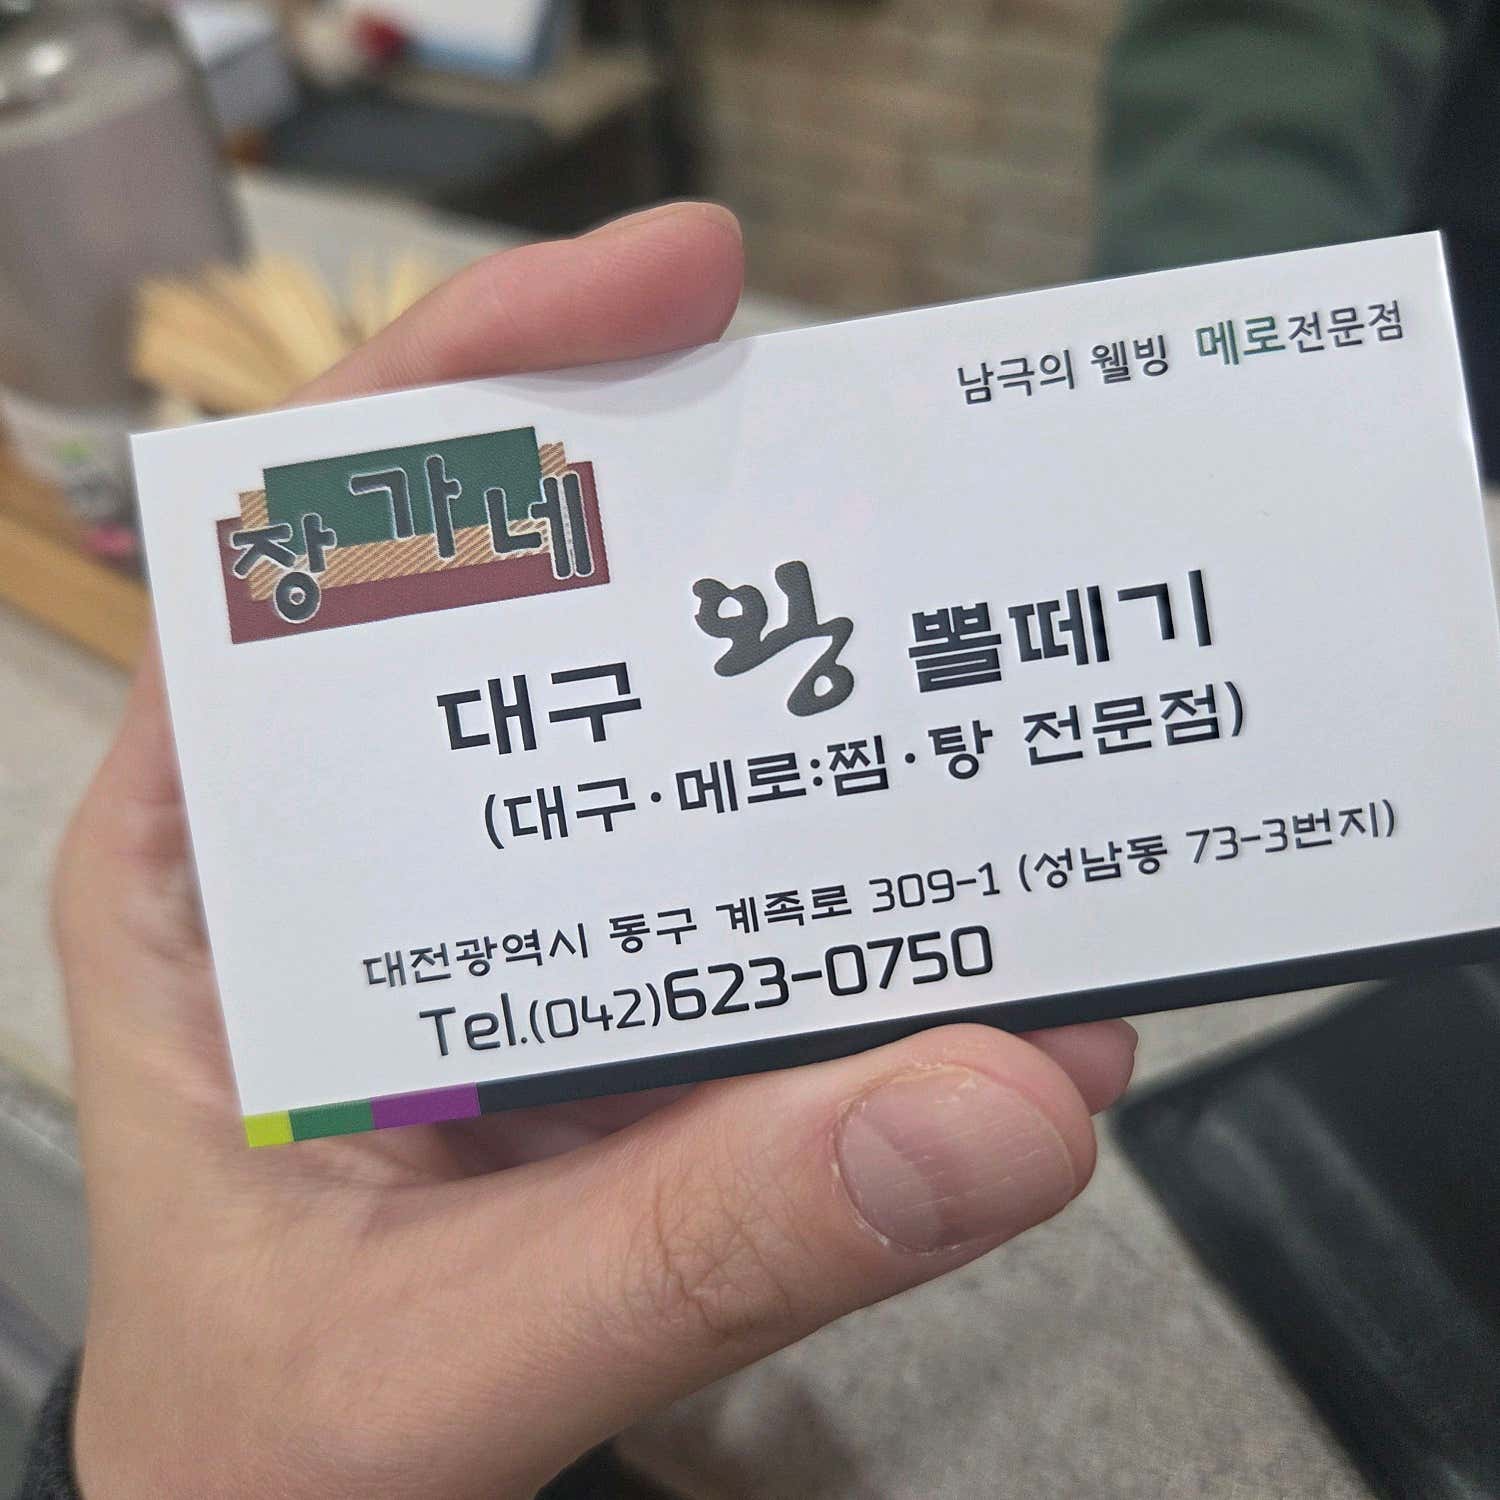 남극의 웰빙 메로전문점
장가네
대구 왕 뽈떼기
(대구·메로:찜·탕 전문점)
대전광역시 동구 계족로 309-1 (성남동 73-3번지)
Tel.(042)623-0750